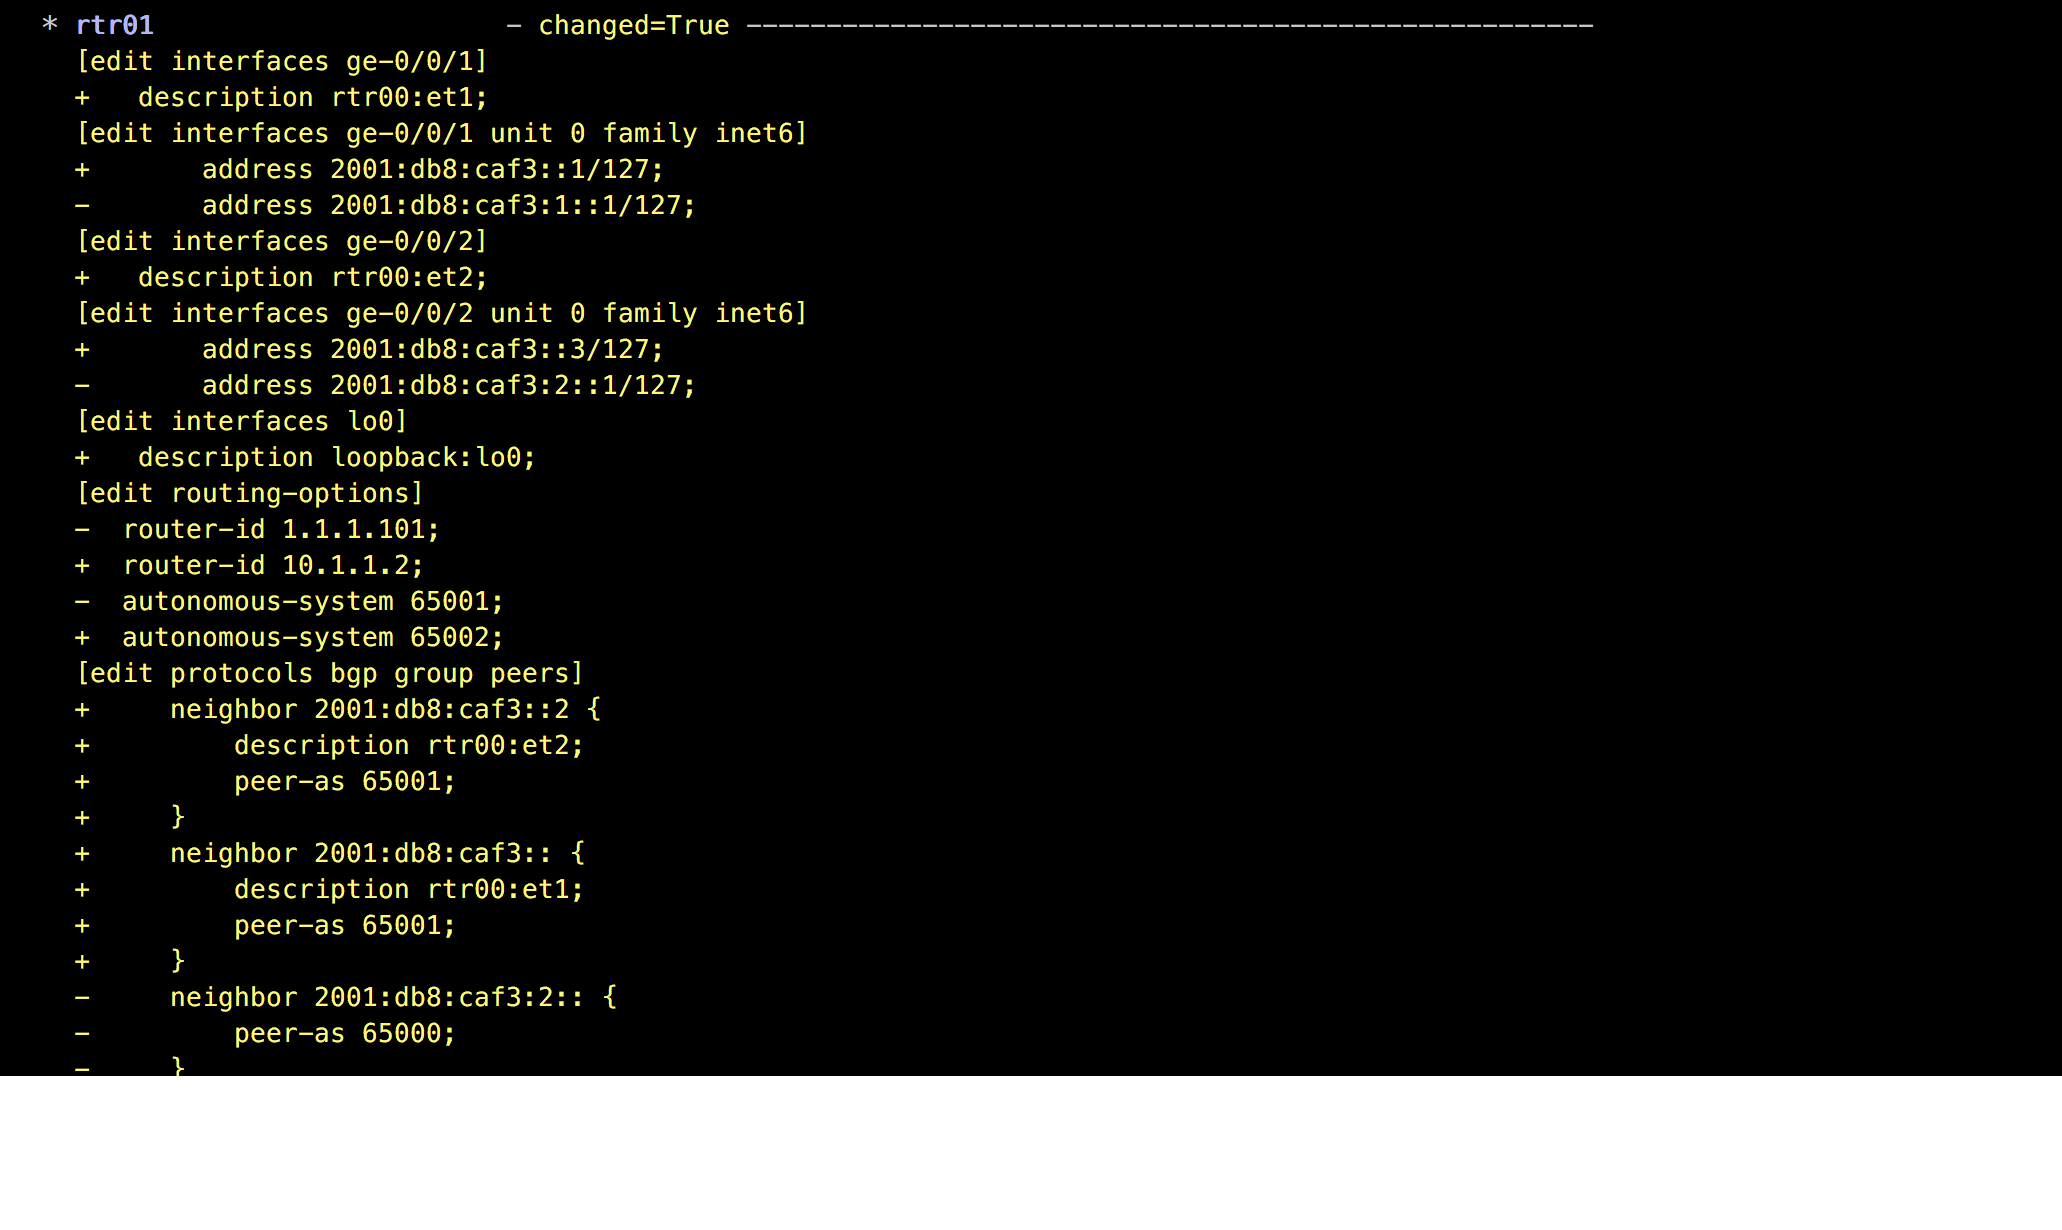 * rtr01 - changed=True -----------------------------------------------------
[edit interfaces ge-0/0/1]
+   description rtr00:et1;
[edit interfaces ge-0/0/1 unit 0 family inet6]
+       address 2001:db8:caf3::1/127;
-       address 2001:db8:caf3:1::1/127;
[edit interfaces ge-0/0/2]
+   description rtr00:et2;
[edit interfaces ge-0/0/2 unit 0 family inet6]
+       address 2001:db8:caf3::3/127;
-       address 2001:db8:caf3:2::1/127;
[edit interfaces lo0]
+   description loopback:lo0;
[edit routing-options]
-  router-id 1.1.1.101;
+  router-id 10.1.1.2;
-  autonomous-system 65001;
+  autonomous-system 65002;
[edit protocols bgp group peers]
+     neighbor 2001:db8:caf3::2 {
+         description rtr00:et2;
+         peer-as 65001;
+     }
+     neighbor 2001:db8:caf3:: {
+         description rtr00:et1;
+         peer-as 65001;
+     }
-     neighbor 2001:db8:caf3:2:: {
-         peer-as 65000;
-     }